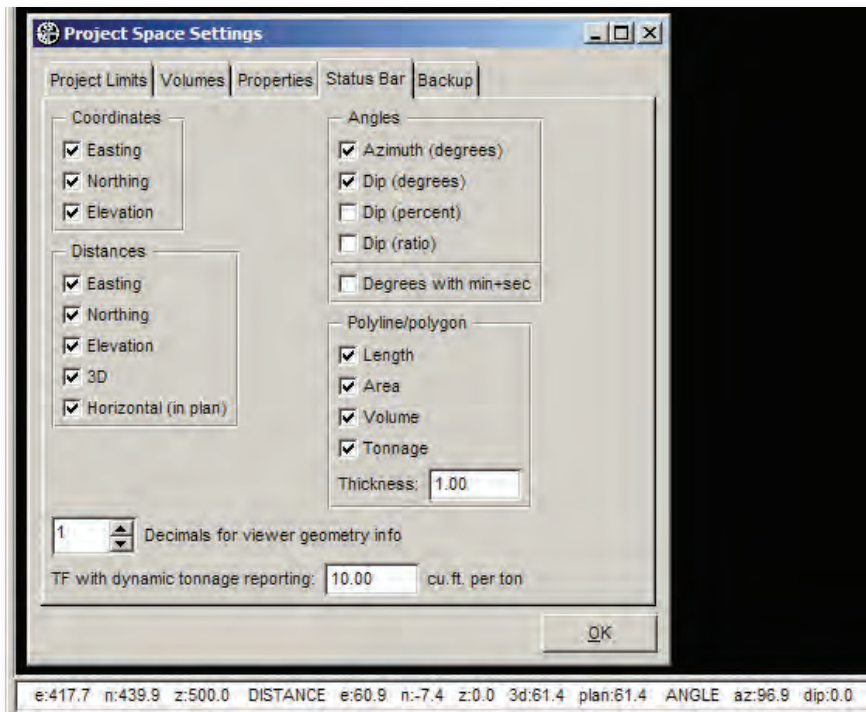 Project Space Settings
Project Limits Volumes Properties Status Bar Backup
Coordinates
Easting
Northing
Elevation
Distances
Easting
Northing
Elevation
3D
Horizontal (in plan)
Angles
Azimuth (degrees)
Dip (degrees)
Dip (percent)
Dip (ratio)
Degrees with min+sec
Polyline/polygon
Length
Area
Volume
Tonnage
Thickness: 1.00
1 Decimals for viewer geometry info
TF with dynamic tonnage reporting: 10.00 cu.ft. per ton
OK
e:417.7 n:439.9 z:500.0 DISTANCE e:60.9 n:-7.4 z:0.0 3d:61.4 plan:61.4 ANGLE az:96.9 dip:0.0